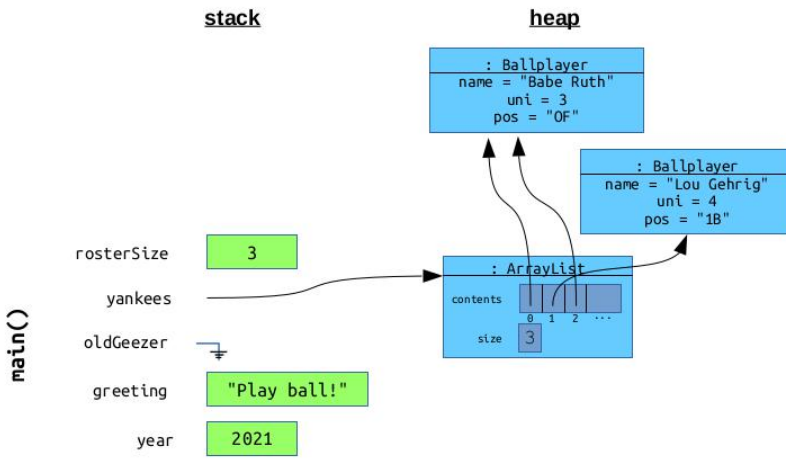 stack
heap
: Ballplayer
name = "Babe Ruth"
uni = 3
pos = "OF"
: Ballplayer
name = "Lou Gehrig"
uni = 4
pos = "1B"
main()
rosterSize 3
yankees
oldGeezer
greeting "Play ball!"
year 2021
: ArrayList
contents
0 1 2 ...
size 3